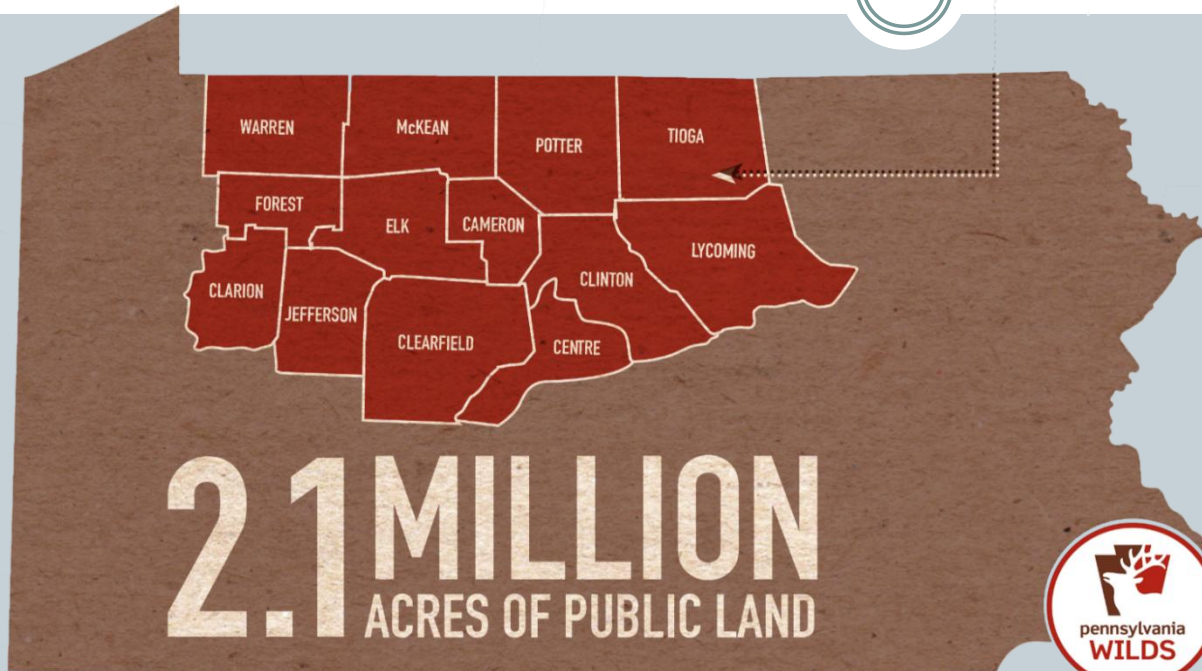 WARREN
McKEAN
POTTER
TIOGA
FOREST
ELK
CAMERON
LYCOMING
CLINTON
CLARION
JEFFERSON
CLEARFIELD
CENTRE
2.1 MILLION
ACRES OF PUBLIC LAND
pennsylvania
WILDS